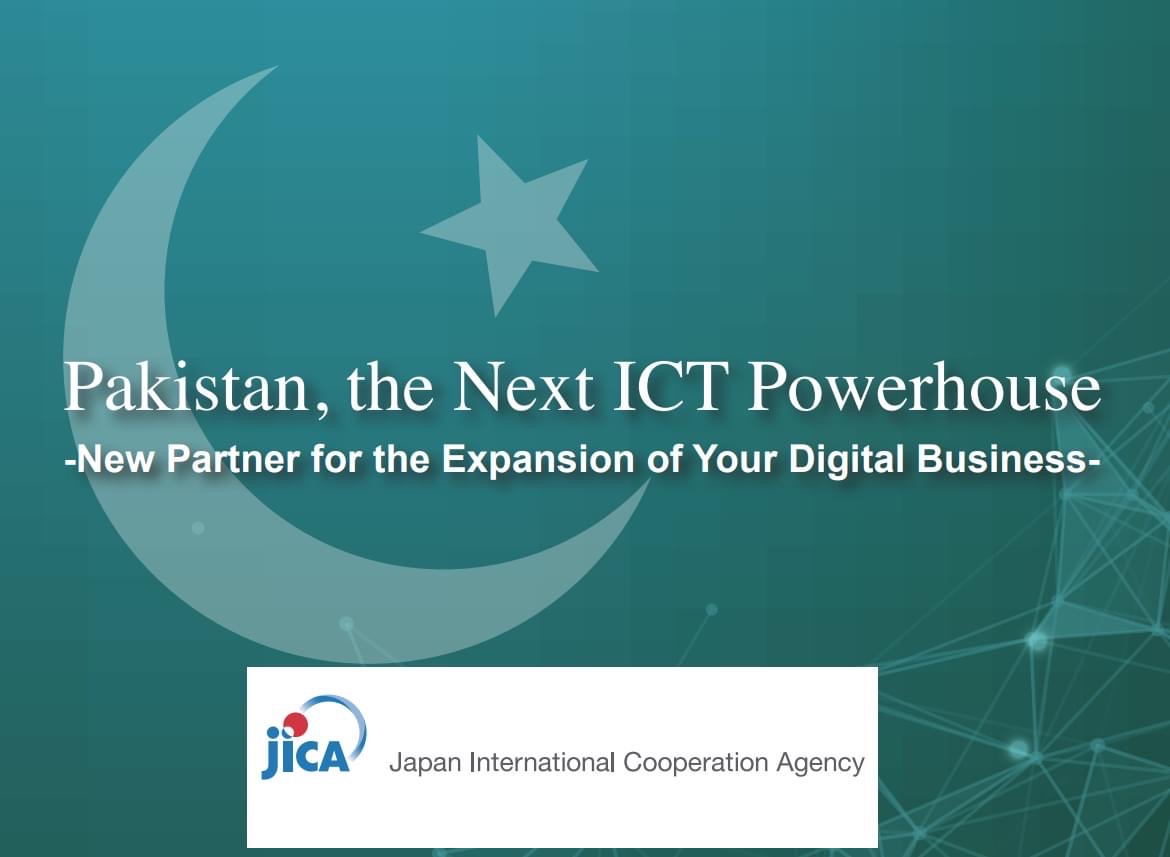 Pakistan, the Next ICT Powerhouse
-New Partner for the Expansion of Your Digital Business-
JICA
Japan International Cooperation Agency